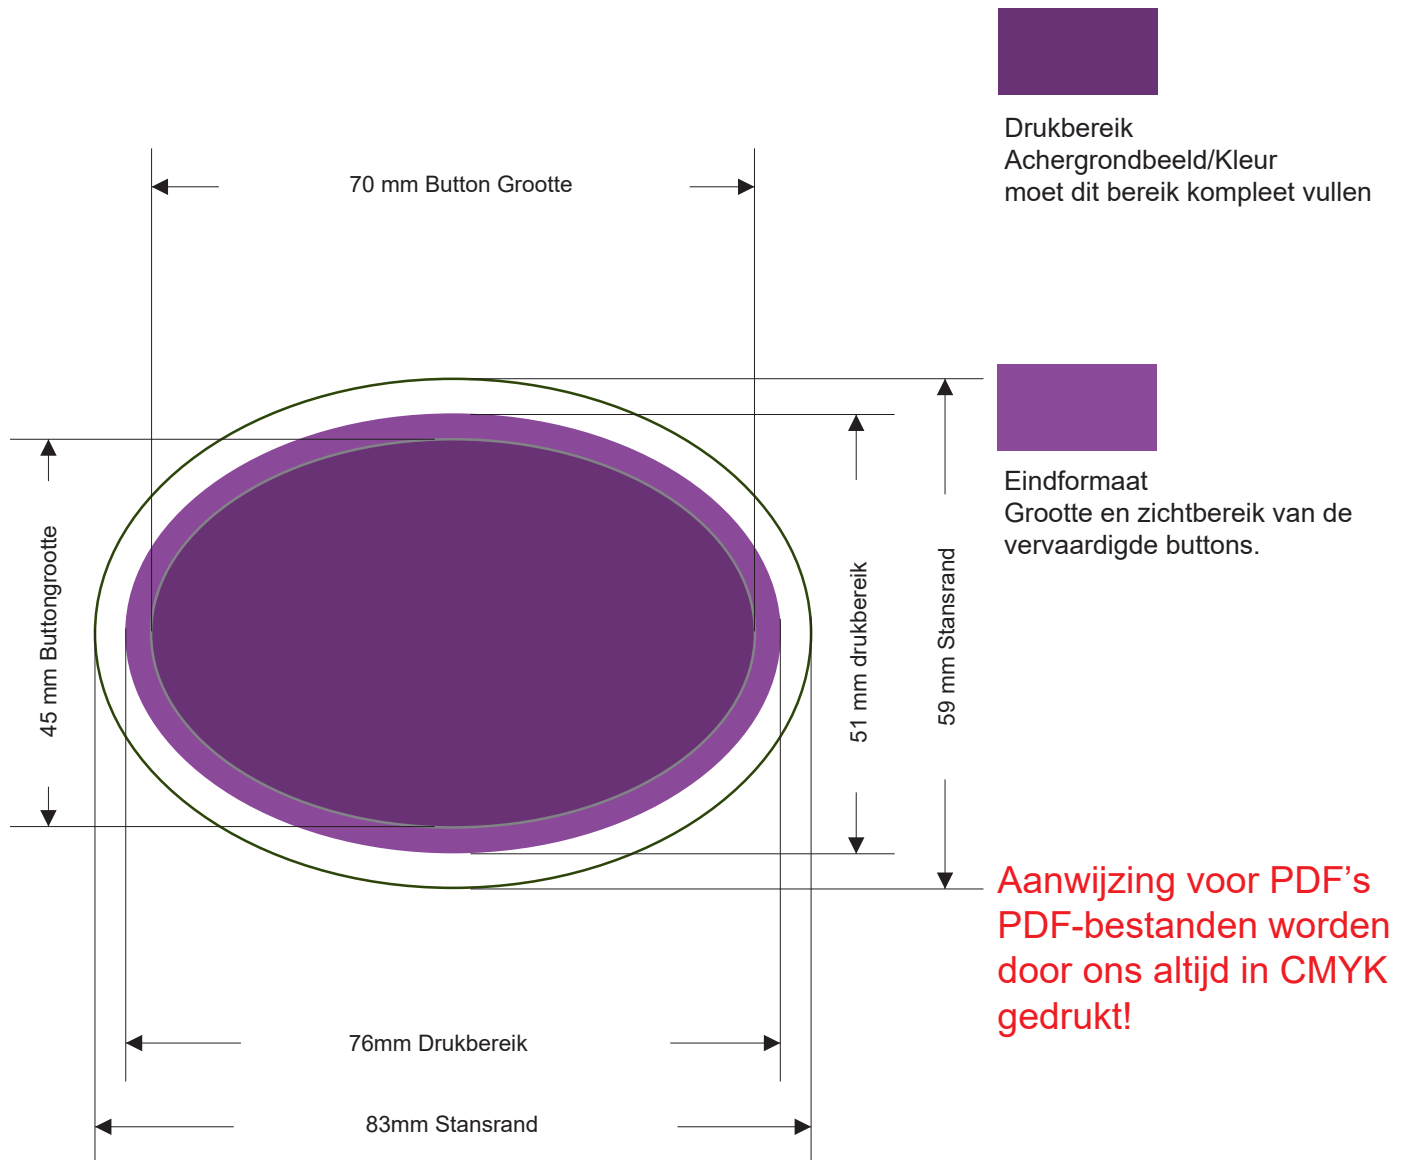 Drukbereik
Achergrondbeeld/Kleur
moet dit bereik kompleet vullen
70 mm Button Grootte
Eindformaat
Grootte en zichtbereik van de
vervaardigde buttons.
45 mm Buttongrootte
51 mm drukbereik
59 mm Stansrand
Aanwijzing voor PDF’s
PDF-bestanden worden
door ons altijd in CMYK
gedrukt!
76mm Drukbereik
83mm Stansrand